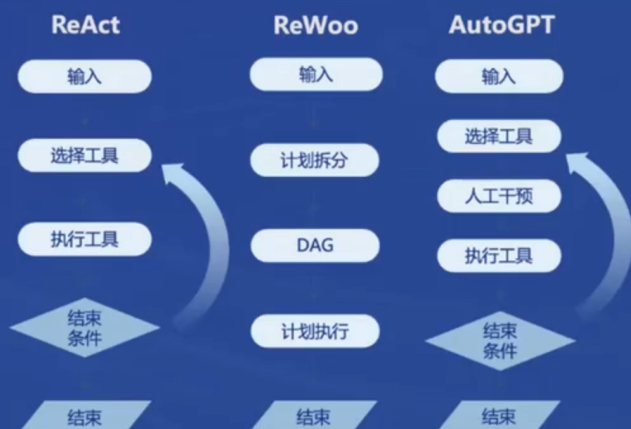 ReAct
输入
选择工具
执行工具
结束
条件
结束
ReWoo
输入
计划拆分
DAG
计划执行
结束
AutoGPT
输入
选择工具
人工干预
执行工具
结束
条件
结束